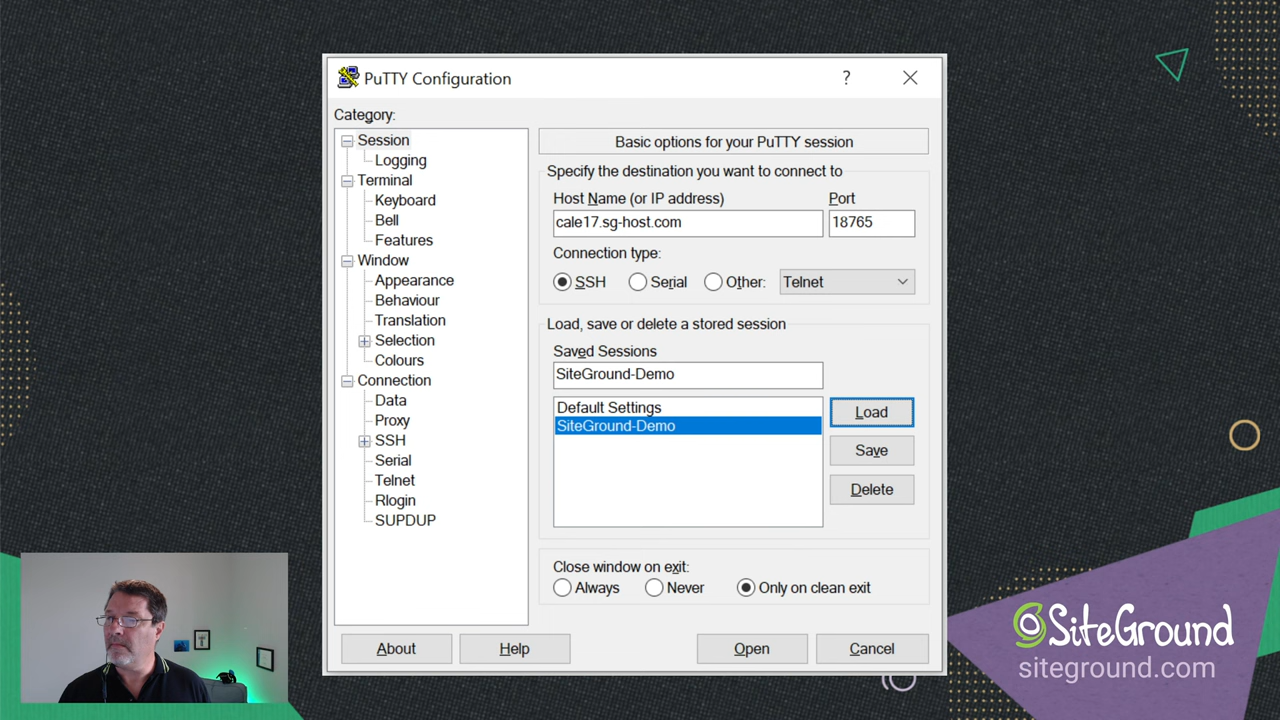 PuTTY Configuration
?
Category:
Session
Logging
Terminal
Keyboard
Bell
Features
Window
Appearance
Behaviour
Translation
Selection
Colours
Connection
Data
Proxy
SSH
Serial
Telnet
Rlogin
SUPDUP
Basic options for your PuTTY session
Specify the destination you want to connect to
Host Name (or IP address) Port
cale17.sg-host.com 18765
Connection type:
SSH Serial Other: Telnet
Load, save or delete a stored session
Saved Sessions
SiteGround-Demo
Default Settings
SiteGround-Demo
Load
Save
Delete
Close window on exit:
Always Never Only on clean exit
About Help Open Cancel
SiteGround
siteground.com